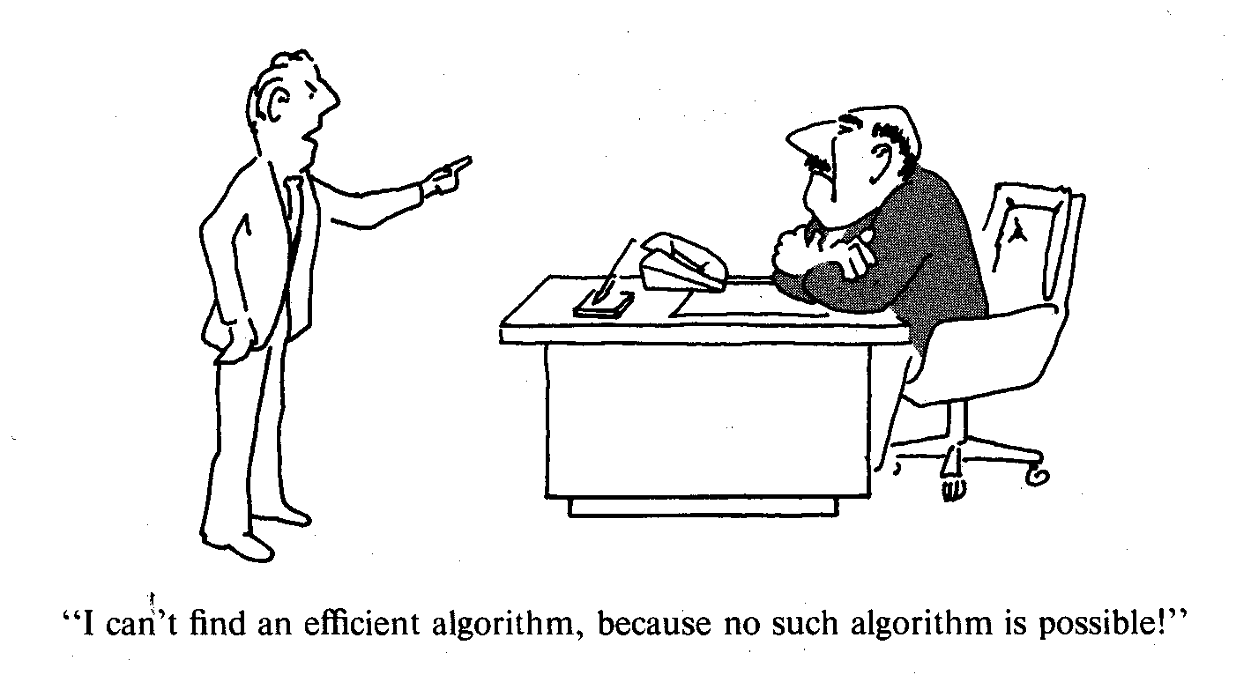 “I can’t find an efficient algorithm, because no such algorithm is possible!”